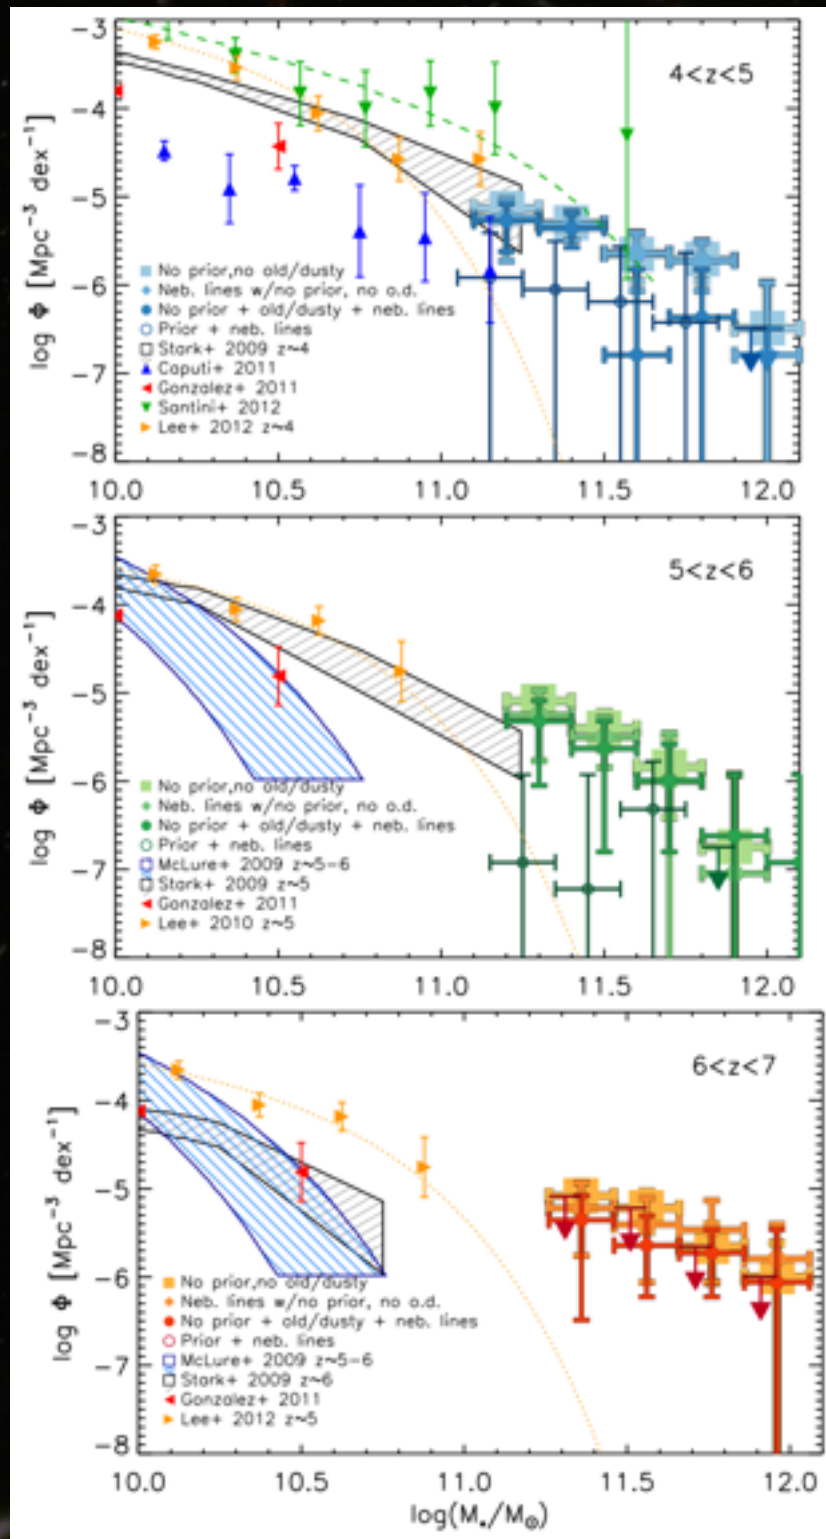 4<z<5
log Φ [Mpc⁻³ dex⁻¹]
-3
-4
-5
-6
-7
-8
No prior,no old/dusty
Neb. lines w/no prior, no o.d.
No prior + old/dusty + neb. lines
Prior + neb. lines
Stark+ 2009 z~4
Caputi+ 2011
Gonzalez+ 2011
Santini+ 2012
Lee+ 2012 z~4
10.0 10.5 11.0 11.5 12.0
5<z<6
log Φ [Mpc⁻³ dex⁻¹]
-3
-4
-5
-6
-7
-8
No prior,no old/dusty
Neb. lines w/no prior, no o.d.
No prior + old/dusty + neb. lines
Prior + neb. lines
McLure+ 2009 z~5-6
Stark+ 2009 z~5
Gonzalez+ 2011
Lee+ 2010 z~5
10.0 10.5 11.0 11.5 12.0
6<z<7
log Φ [Mpc⁻³ dex⁻¹]
-3
-4
-5
-6
-7
-8
No prior,no old/dusty
Neb. lines w/no prior, no o.d.
No prior + old/dusty + neb. lines
Prior + neb. lines
McLure+ 2009 z~5-6
Stark+ 2009 z~6
Gonzalez+ 2011
Lee+ 2012 z~5
10.0 10.5 11.0 11.5 12.0
log(M⁎/M⊙)